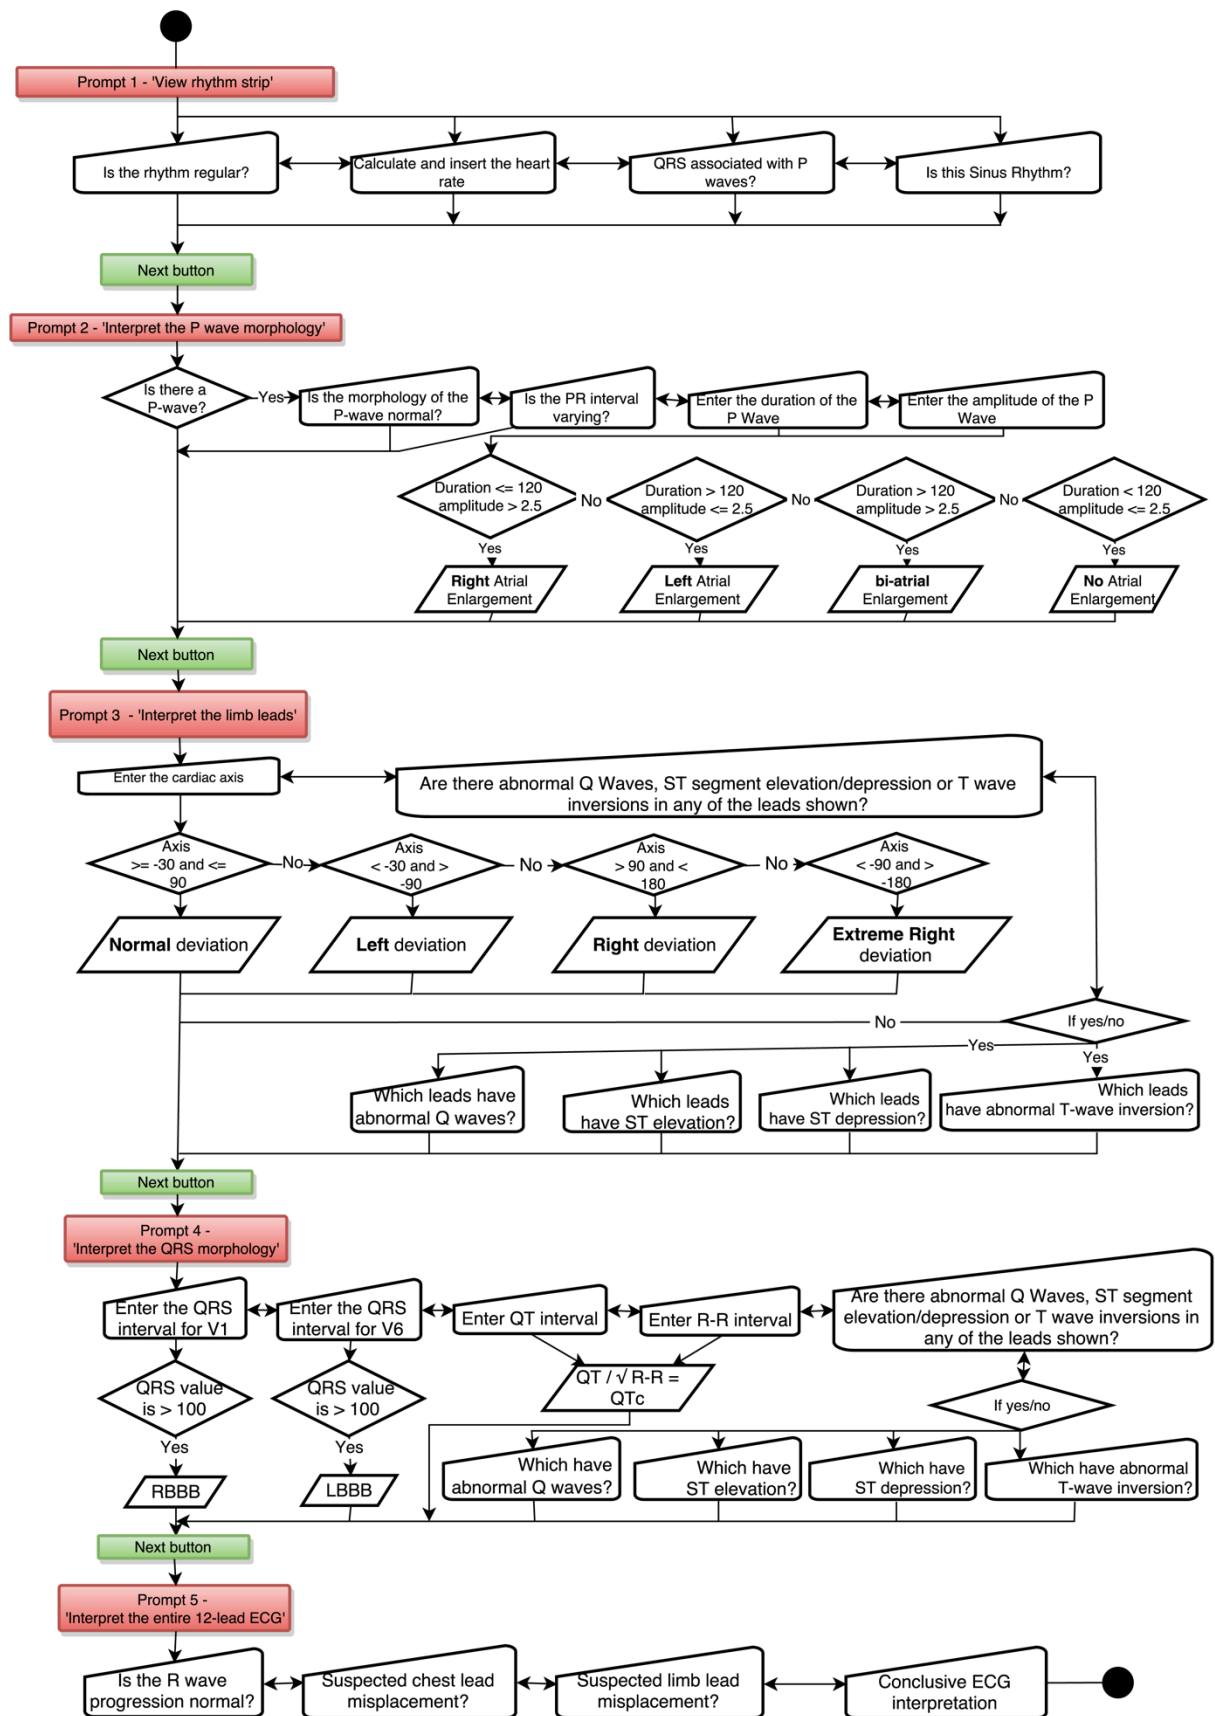 Prompt 1 - 'View rhythm strip'
Is the rhythm regular?
Calculate and insert the heart
rate
QRS associated with P
waves?
Is this Sinus Rhythm?
Next button
Prompt 2 - 'Interpret the P wave morphology'
Is there a
P-wave?
Yes
Is the morphology of the
P-wave normal?
Is the PR interval
varying?
Enter the duration of the
P Wave
Enter the amplitude of the P
Wave
Duration <= 120
amplitude > 2.5
No
Duration > 120
amplitude <= 2.5
No
Duration > 120
amplitude > 2.5
No
Duration < 120
amplitude <= 2.5
Yes
Yes
Yes
Yes
Right Atrial
Enlargement
Left Atrial
Enlargement
bi-atrial
Enlargement
No Atrial
Enlargement
Next button
Prompt 3 - 'Interpret the limb leads'
Enter the cardiac axis
Are there abnormal Q Waves, ST segment elevation/depression or T wave
inversions in any of the leads shown?
Axis
>= -30 and <=
90
No
Axis
< -30 and >
-90
No
Axis
> 90 and <
180
No
Axis
< -90 and >
-180
Normal deviation
Left deviation
Right deviation
Extreme Right
deviation
No
If yes/no
Yes
Yes
Which leads have
abnormal Q waves?
Which leads
have ST elevation?
Which leads
have ST depression?
Which leads
have abnormal T-wave inversion?
Next button
Prompt 4 -
'Interpret the QRS morphology'
Enter the QRS
interval for V1
Enter the QRS
interval for V6
Enter QT interval
Enter R-R interval
Are there abnormal Q Waves, ST segment
elevation/depression or T wave inversions in
any of the leads shown?
QRS value
is > 100
QRS value
is > 100
QT / √ R-R =
QTc
If yes/no
Yes
Yes
RBBB
LBBB
Which have
abnormal Q waves?
Which have
ST elevation?
Which have
ST depression?
Which have abnormal
T-wave inversion?
Next button
Prompt 5 -
'Interpret the entire 12-lead ECG'
Is the R wave
progression normal?
Suspected chest lead
misplacement?
Suspected limb lead
misplacement?
Conclusive ECG
interpretation